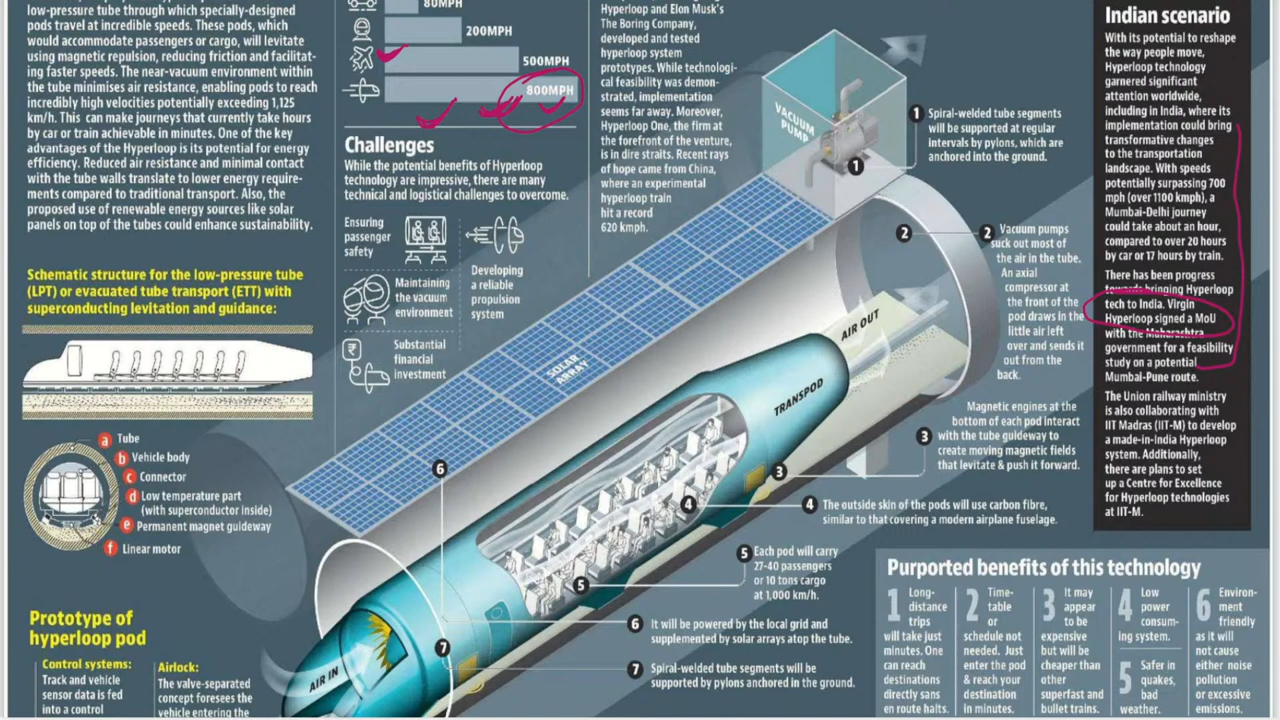 low-pressure tube through which specially-designed
pods travel at incredible speeds. These pods, which
would accommodate passengers or cargo, will levitate
using magnetic repulsion, reducing friction and facilitat-
ing faster speeds. The near-vacuum environment within
the tube minimises air resistance, enabling pods to reach
incredibly high velocities potentially exceeding 1,125
km/h. This can make journeys that currently take hours
by car or train achievable in minutes. One of the key
advantages of the Hyperloop is its potential for energy
efficiency. Reduced air resistance and minimal contact
with the tube walls translate to lower energy require-
ments compared to traditional transport. Also, the
proposed use of renewable energy sources like solar
panels on top of the tubes could enhance sustainability.
Schematic structure for the low-pressure tube
(LPT) or evacuated tube transport (ETT) with
superconducting levitation and guidance:
a Tube
b Vehicle body
c Connector
d Low temperature part
(with superconductor inside)
e Permanent magnet guideway
f Linear motor
Prototype of
hyperloop pod
Control systems:
Track and vehicle
sensor data is fed
into a control
Airlock:
The valve-separated
concept foresees the
vehicle entering the
80MPH
200MPH
500MPH
800MPH
Challenges
While the potential benefits of Hyperloop
technology are impressive, there are many
technical and logistical challenges to overcome.
Ensuring
passenger
safety
Developing
a reliable
propulsion
system
Maintaining
the vacuum
environment
Substantial
financial
investment
Hyperloop and Elon Musk's
The Boring Company,
developed and tested
hyperloop system
prototypes. While technologi-
cal feasibility was demon-
strated, implementation
seems far away. Moreover,
Hyperloop One, the firm at
the forefront of the venture,
is in dire straits. Recent rays
of hope came from China,
where an experimental
hyperloop train
hit a record
620 kmph.
VACUUM
PUMP
1
1 Spiral-welded tube segments
will be supported at regular
intervals by pylons, which are
anchored into the ground.
2
2 Vacuum pumps
suck out most of
the air in the tube.
An axial
compressor at
the front of the
pod draws in the
little air left
over and sends it
out from the
back.
SOLAR
ARRAY
AIR OUT
TRANSPOD
AIR IN
3
3 Magnetic engines at the
bottom of each pod interact
with the tube guideway to
create moving magnetic fields
that levitate & push it forward.
4
4 The outside skin of the pods will use carbon fibre,
similar to that covering a modern airplane fuselage.
5
5 Each pod will carry
27-40 passengers
or 10 tons cargo
at 1,000 km/h.
6
6 It will be powered by the local grid and
supplemented by solar arrays atop the tube.
7
7 Spiral-welded tube segments will be
supported by pylons anchored in the ground.
Indian scenario
With its potential to reshape
the way people move,
Hyperloop technology
garnered significant
attention worldwide,
including in India, where its
implementation could bring
transformative changes
to the transportation
landscape. With speeds
potentially surpassing 700
mph (over 1100 kmph), a
Mumbai-Delhi journey
could take about an hour,
compared to over 20 hours
by car or 17 hours by train.
There has been progress
towards bringing Hyperloop
tech to India. Virgin
Hyperloop signed a MoU
with the Maharashtra
government for a feasibility
study on a potential
Mumbai-Pune route.
The Union railway ministry
is also collaborating with
IIT Madras (IIT-M) to develop
a made-in-India Hyperloop
system. Additionally,
there are plans to set
up a Centre for Excellence
for Hyperloop technologies
at IIT-M.
Purported benefits of this technology
1 Long-
distance
trips
will take just
minutes. One
can reach
destinations
directly sans
en route halts.
2 Time-
table
or
schedule not
needed. Just
enter the pod
& reach your
destination
in minutes.
3 It may
appear
to be
expensive
but will be
cheaper than
other
superfast and
bullet trains.
4 Low
power
consum-
ing system.
5 Safer in
quakes,
bad
weather.
6 Environ-
ment
friendly
as it will
not cause
either noise
pollution
or excessive
emissions.